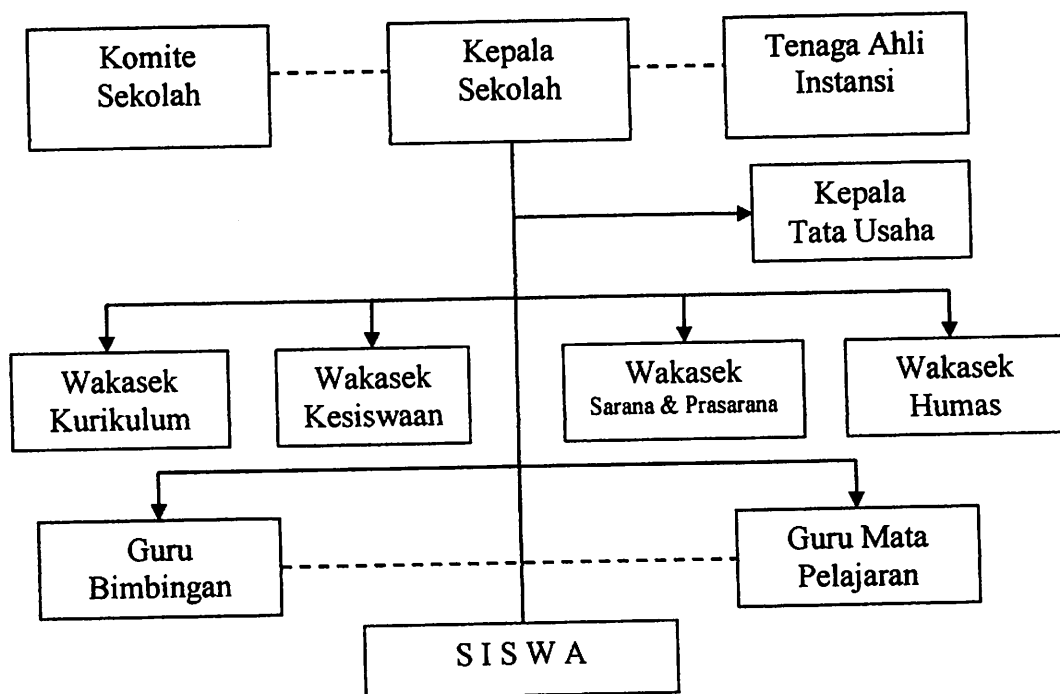 Komite
Sekolah
Kepala
Sekolah
Tenaga Ahli
Instansi
Kepala
Tata Usaha
Wakasek
Kurikulum
Wakasek
Kesiswaan
Wakasek
Sarana & Prasarana
Wakasek
Humas
Guru
Bimbingan
Guru Mata
Pelajaran
S I S W A